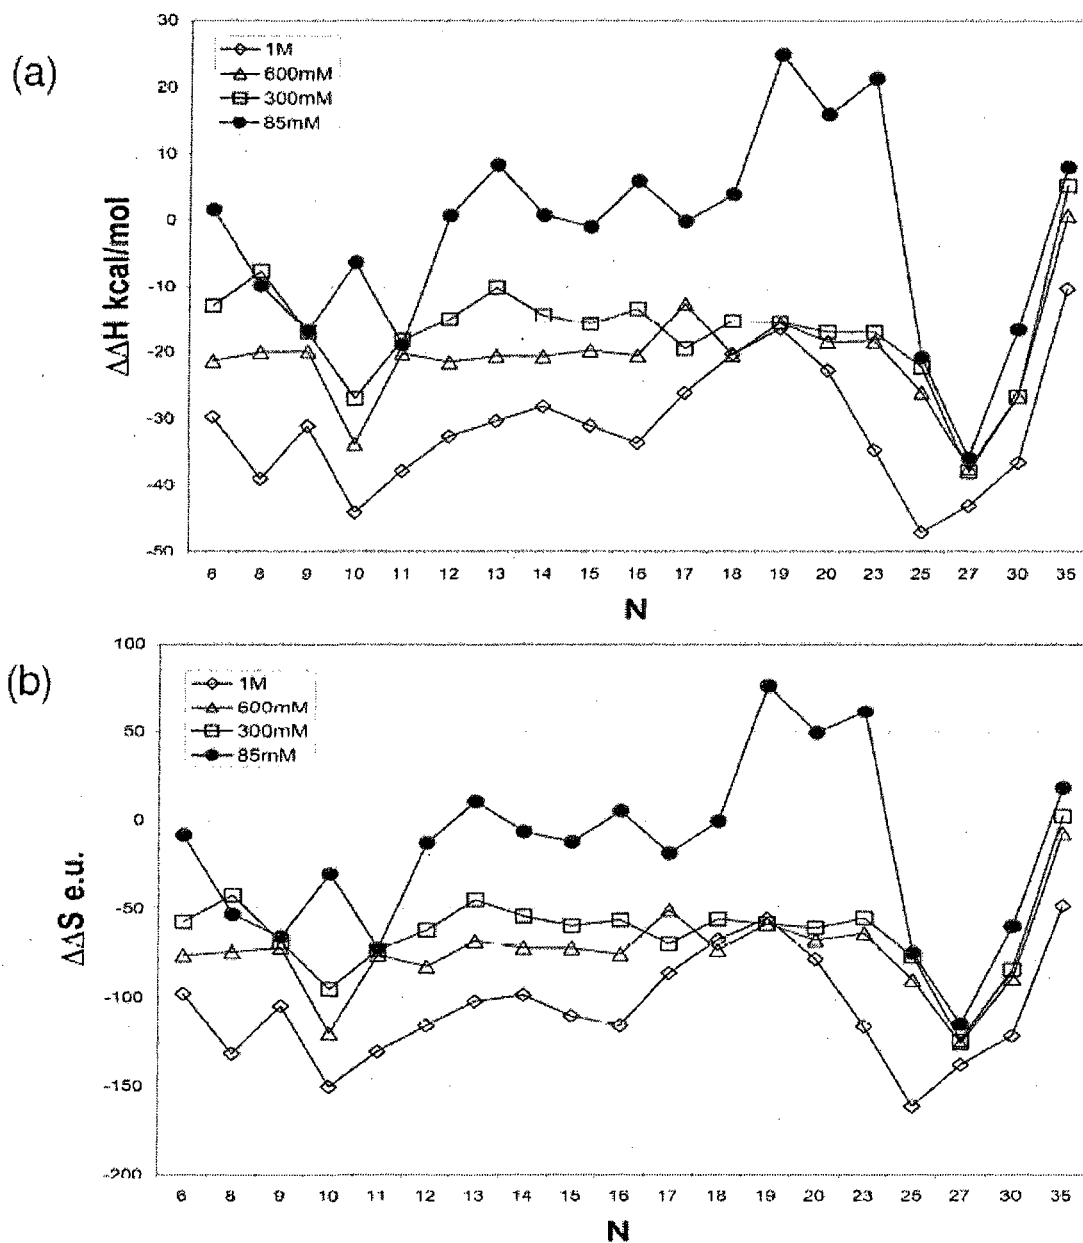 (a)
30
20
10
0
-10
-20
-30
-40
-50
ΔΔH kcal/mol
1M
600mM
300mM
85mM
6 8 9 10 11 12 13 14 15 16 17 18 19 20 23 25 27 30 35
N
(b)
100
50
0
-50
-100
-150
-200
ΔΔS e.u.
1M
600mM
300mM
85mM
6 8 9 10 11 12 13 14 15 16 17 18 19 20 23 25 27 30 35
N